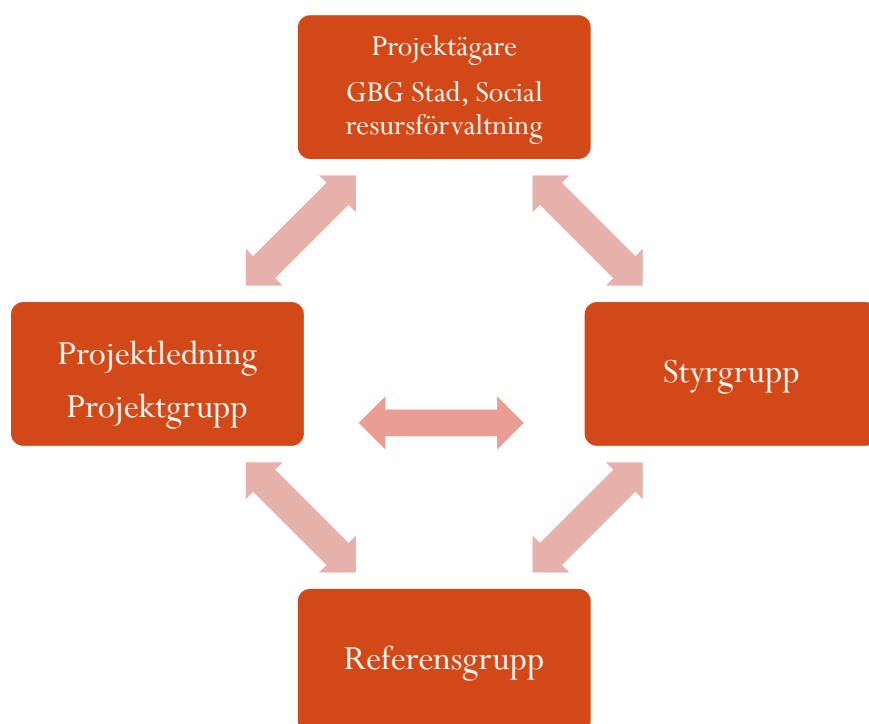 Projektägare
GBG Stad, Social
resursförvaltning
Projektledning
Projektgrupp
Styrgrupp
Referensgrupp